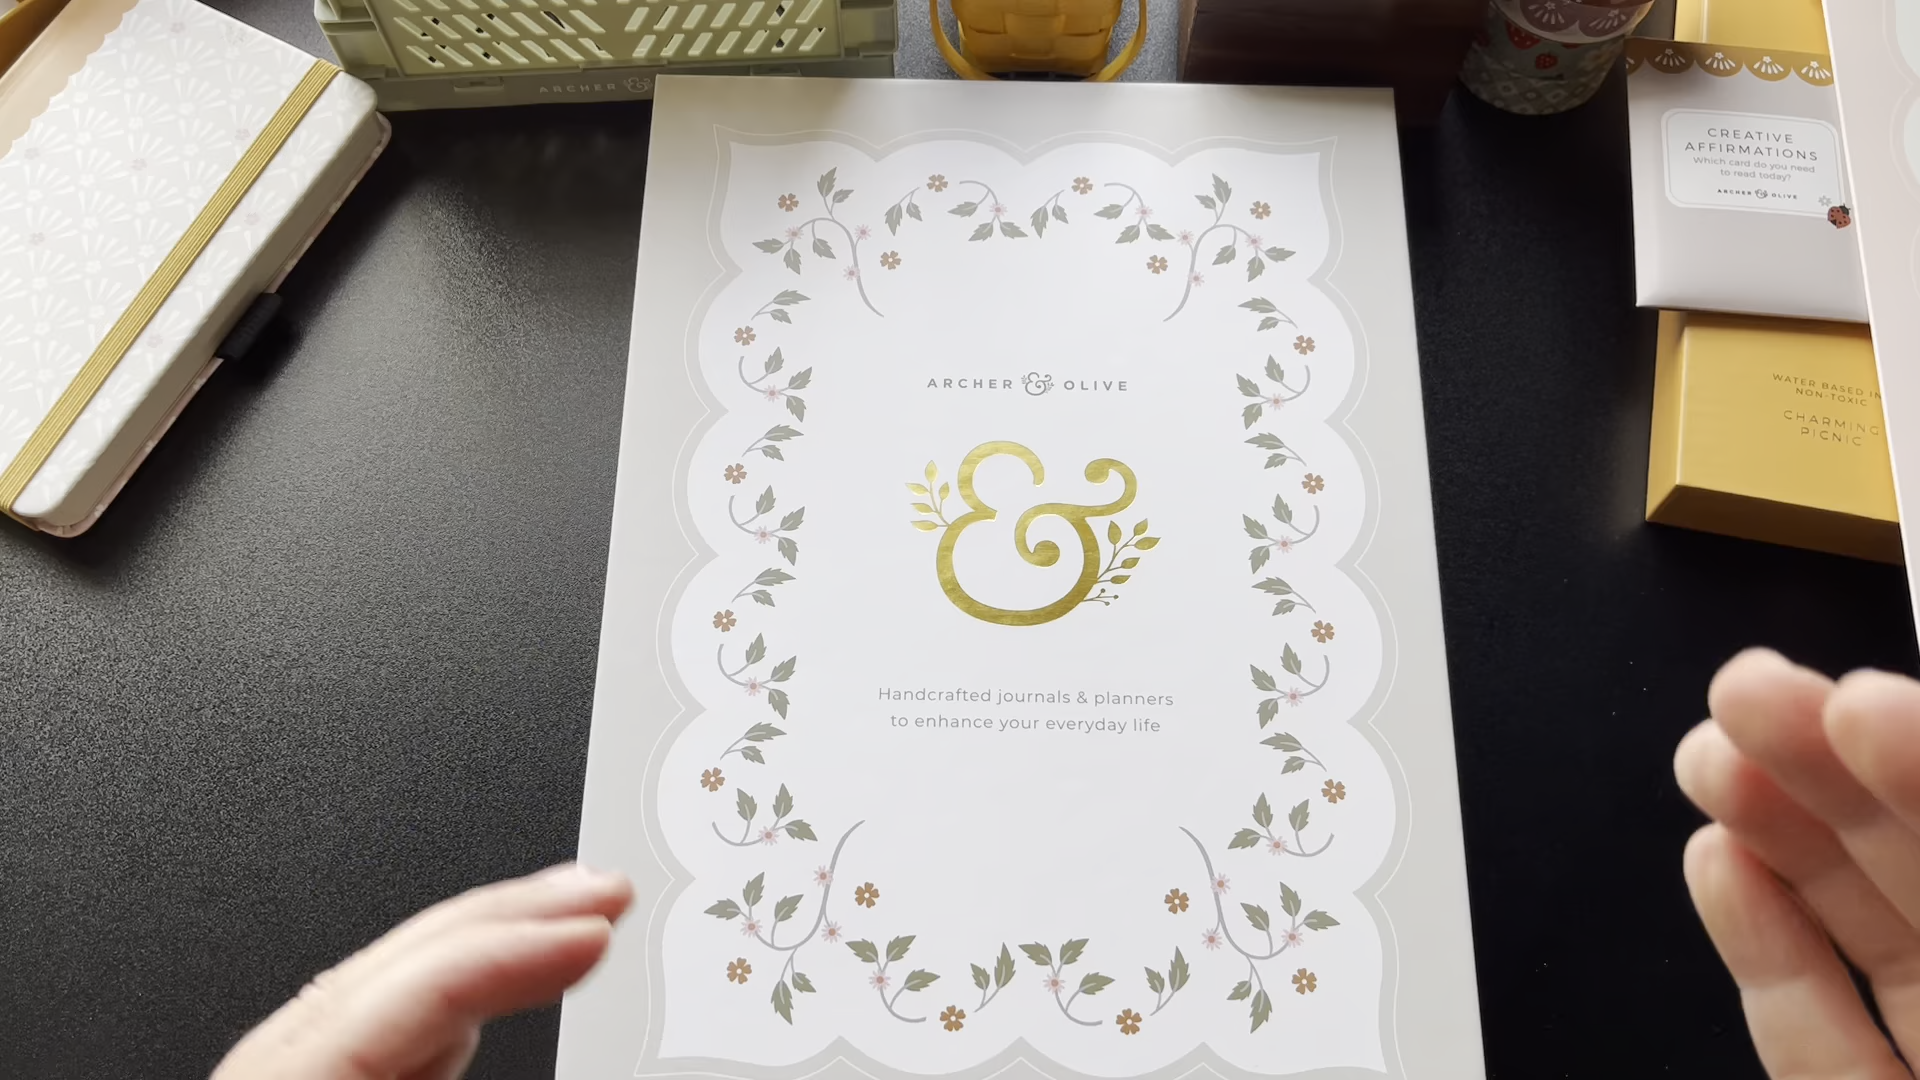 ARCHER &
ARCHER & OLIVE
&
Handcrafted journals & planners
to enhance your everyday life
CREATIVE
AFFIRMATIONS
Which card do you need
to read today?
ARCHER & OLIVE
WATER BASED IN
NON-TOXIC
CHARMING
PICNIC